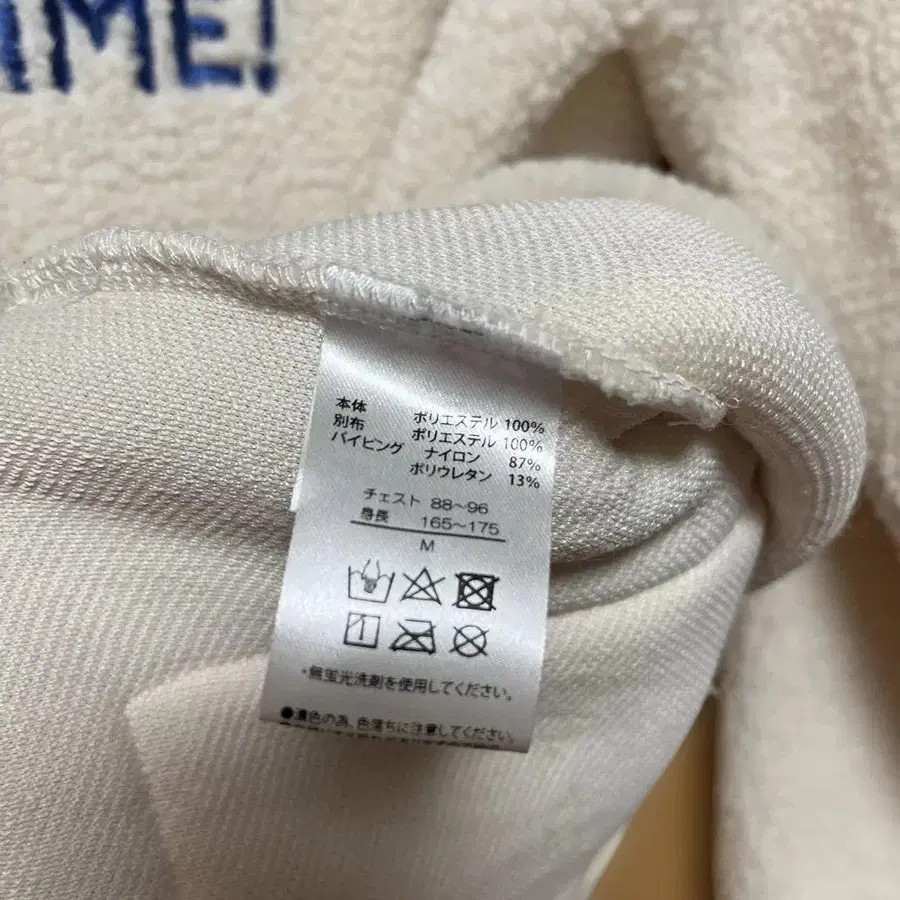 IME!
本体 ポリエステル 100%
別布 ポリエステル 100%
パイピング ナイロン 87%
ポリウレタン 13%
チェスト 88~96
身長 165~175
M
*無蛍光洗剤を使用してください。
●濃色の為、色落ちに注意してください。